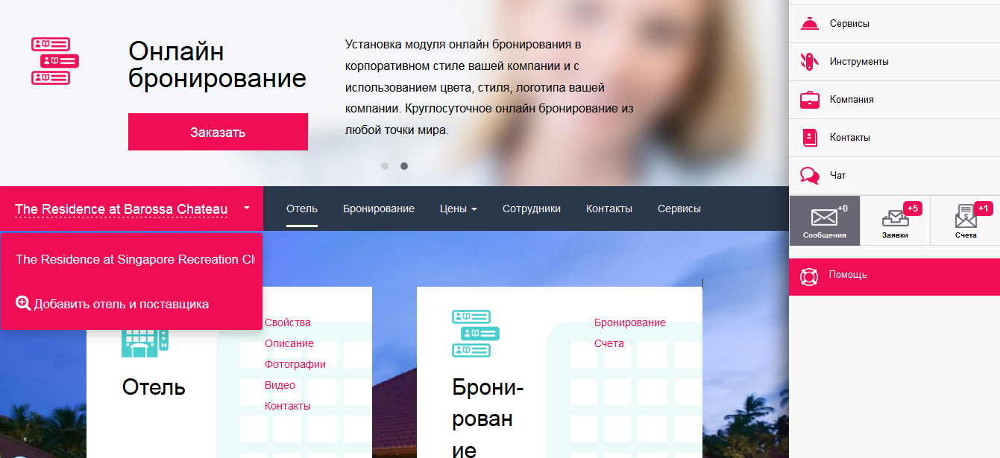 Онлайн
бронирование
Заказать
Установка модуля онлайн бронирования в
корпоративном стиле вашей компании и с
использованием цвета, стиля, логотипа вашей
компании. Круглосуточное онлайн бронирование из
любой точки мира.
Сервисы
Инструменты
Компания
Контакты
Чат
+0
Сообщения
+5
Заявки
+1
Счета
Помощь
The Residence at Barossa Chateau
Отель
Бронирование
Цены
Сотрудники
Контакты
Сервисы
The Residence at Singapore Recreation Cl
Добавить отель и поставщика
Отель
Свойства
Описание
Фотографии
Видео
Контакты
Брони-
рован
ие
Бронирование
Счета